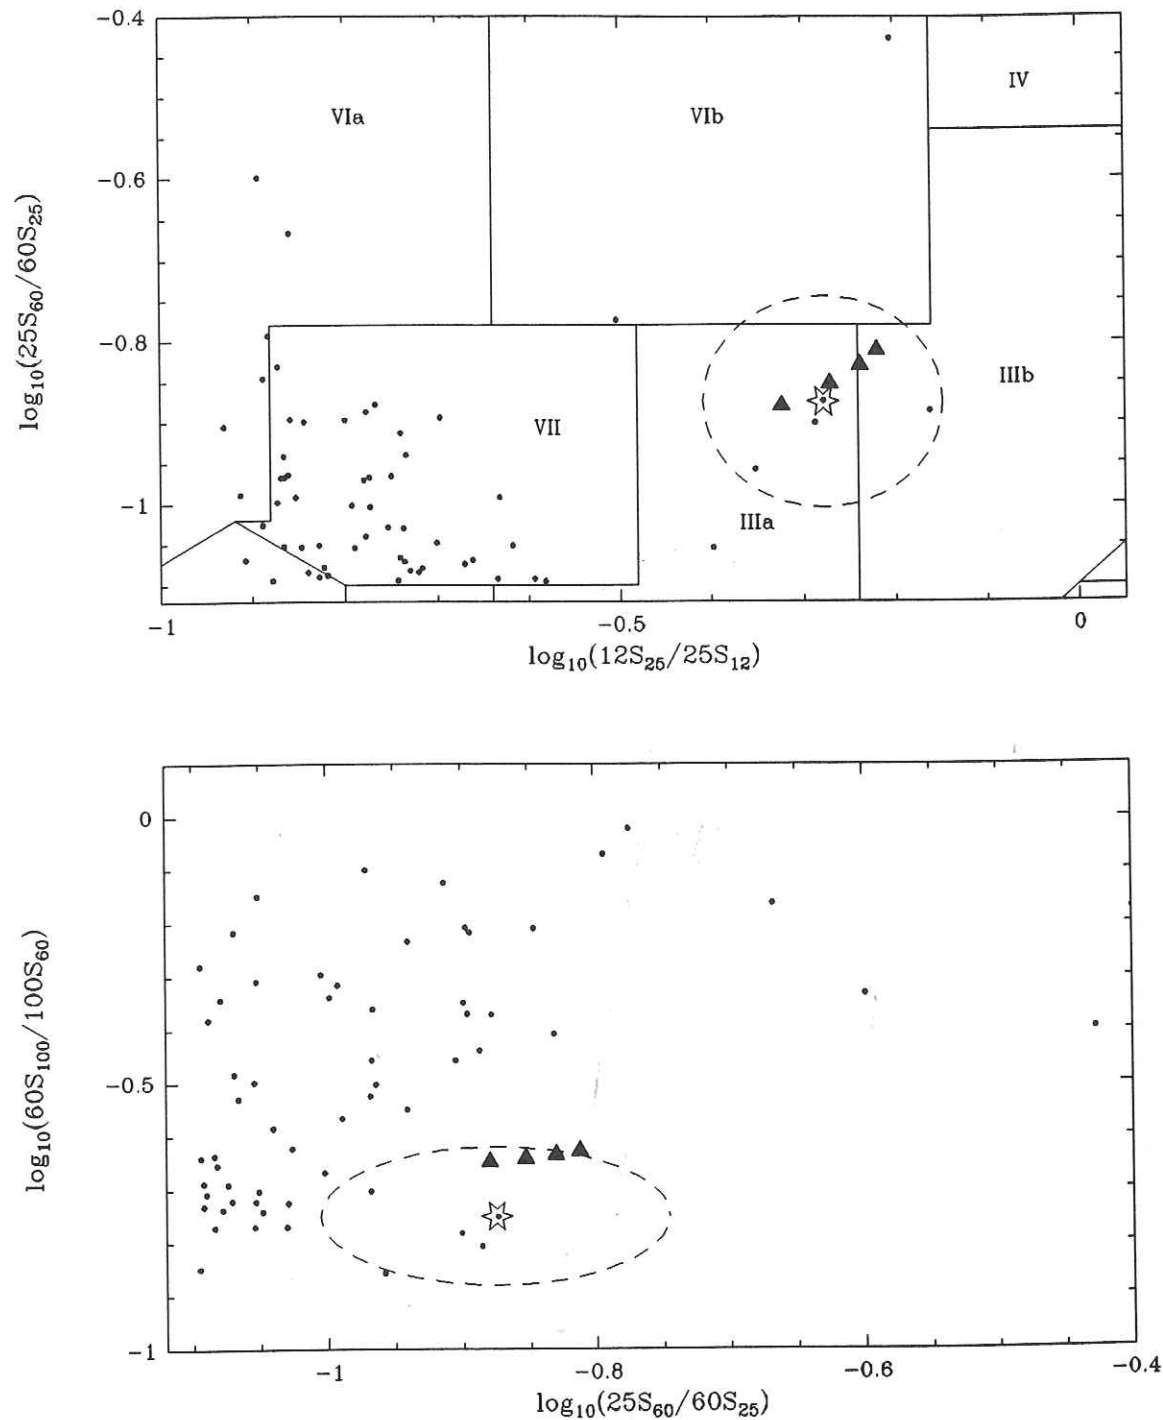 −0.4
VIa
VIb
IV
−0.6
log₁₀(25S₆₀/60S₂₅)
−0.8
VII
IIIb
−1
IIIa
−1
−0.5
0
log₁₀(12S₂₅/25S₁₂)
0
log₁₀(60S₁₀₀/100S₆₀)
−0.5
−1
−1
−0.8
−0.6
−0.4
log₁₀(25S₆₀/60S₂₅)